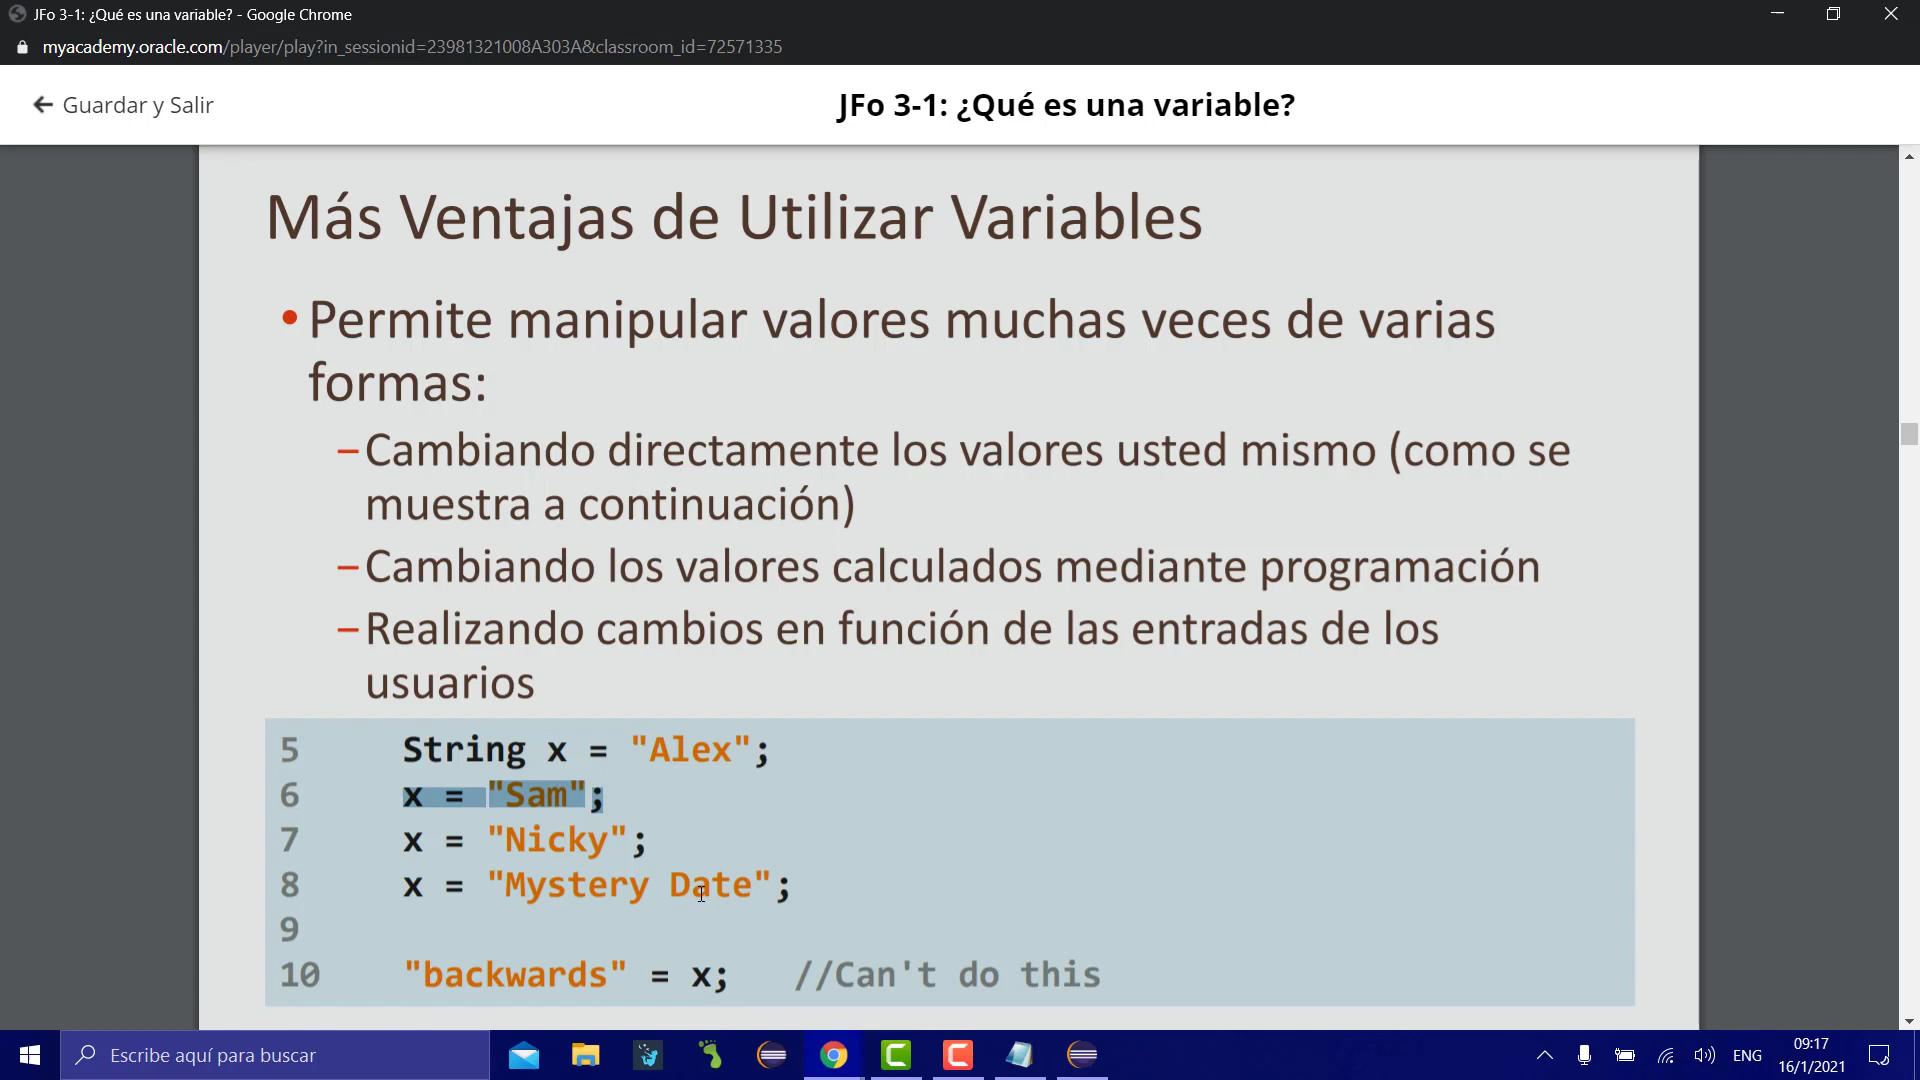 JFo 3-1: ¿Qué es una variable? - Google Chrome
myacademy.oracle.com/player/play?in_sessionid=23981321008A303A&classroom_id=72571335
Guardar y Salir
JFo 3-1: ¿Qué es una variable?
Más Ventajas de Utilizar Variables
•Permite manipular valores muchas veces de varias
formas:
–Cambiando directamente los valores usted mismo (como se
muestra a continuación)
–Cambiando los valores calculados mediante programación
–Realizando cambios en función de las entradas de los
usuarios
5 String x = "Alex";
6 x = "Sam";
7 x = "Nicky";
8 x = "Mystery Date";
9
10 "backwards" = x; //Can't do this
Escribe aquí para buscar
ENG
09:17
16/1/2021